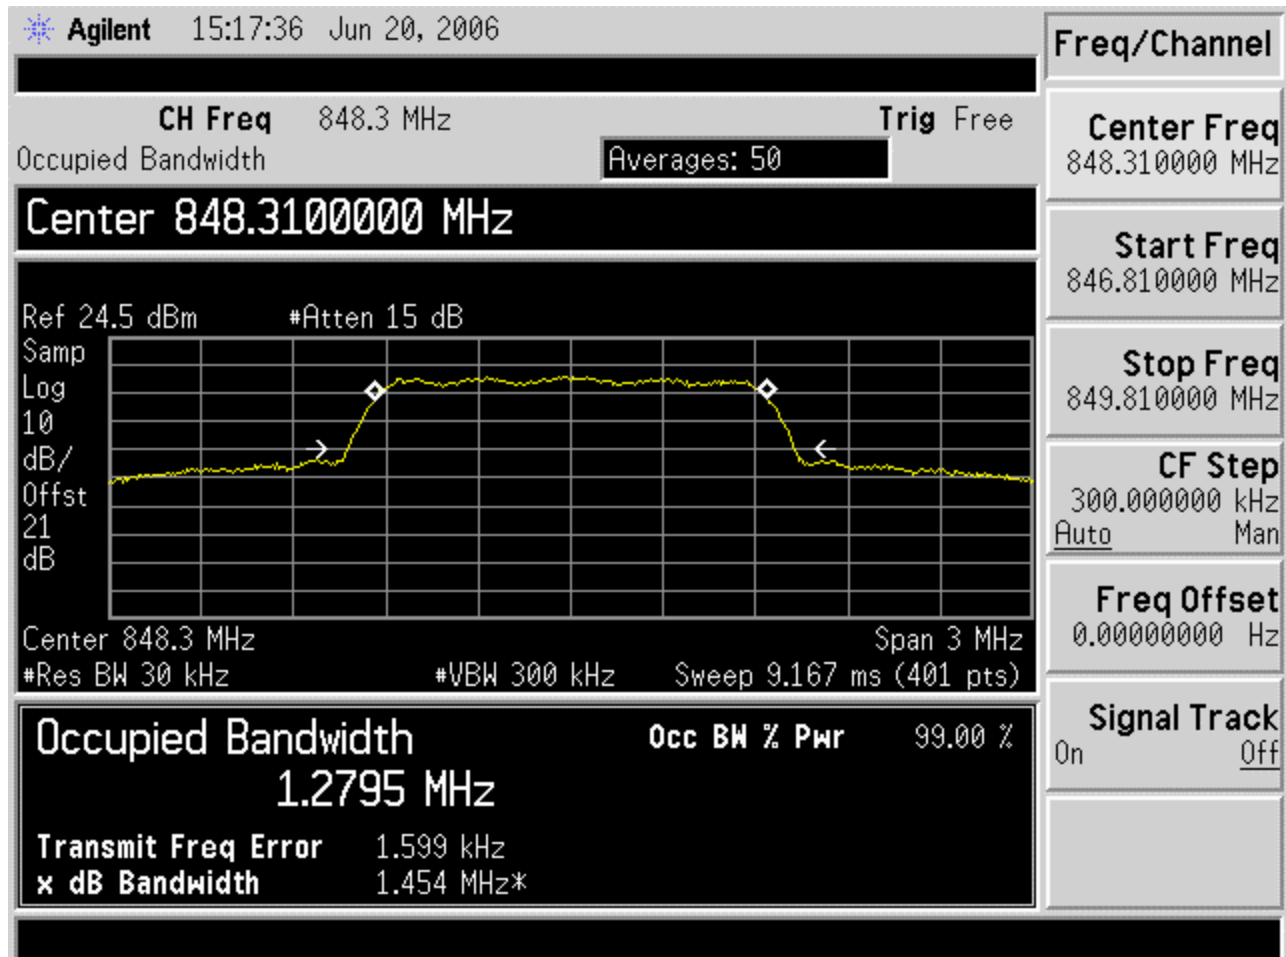 Agilent 15:17:36 Jun 20, 2006
Freq/Channel
CH Freq 848.3 MHz Trig Free
Occupied Bandwidth Averages: 50
Center 848.3100000 MHz
Ref 24.5 dBm #Atten 15 dB
Samp
Log
10
dB/
Offst
21
dB
Center 848.3 MHz Span 3 MHz
#Res BW 30 kHz #VBW 300 kHz Sweep 9.167 ms (401 pts)
Occupied Bandwidth Occ BW % Pwr 99.00 %
1.2795 MHz
Transmit Freq Error 1.599 kHz
x dB Bandwidth 1.454 MHz*
Center Freq
848.310000 MHz
Start Freq
846.810000 MHz
Stop Freq
849.810000 MHz
CF Step
300.000000 kHz
Auto Man
Freq Offset
0.00000000 Hz
Signal Track
On Off